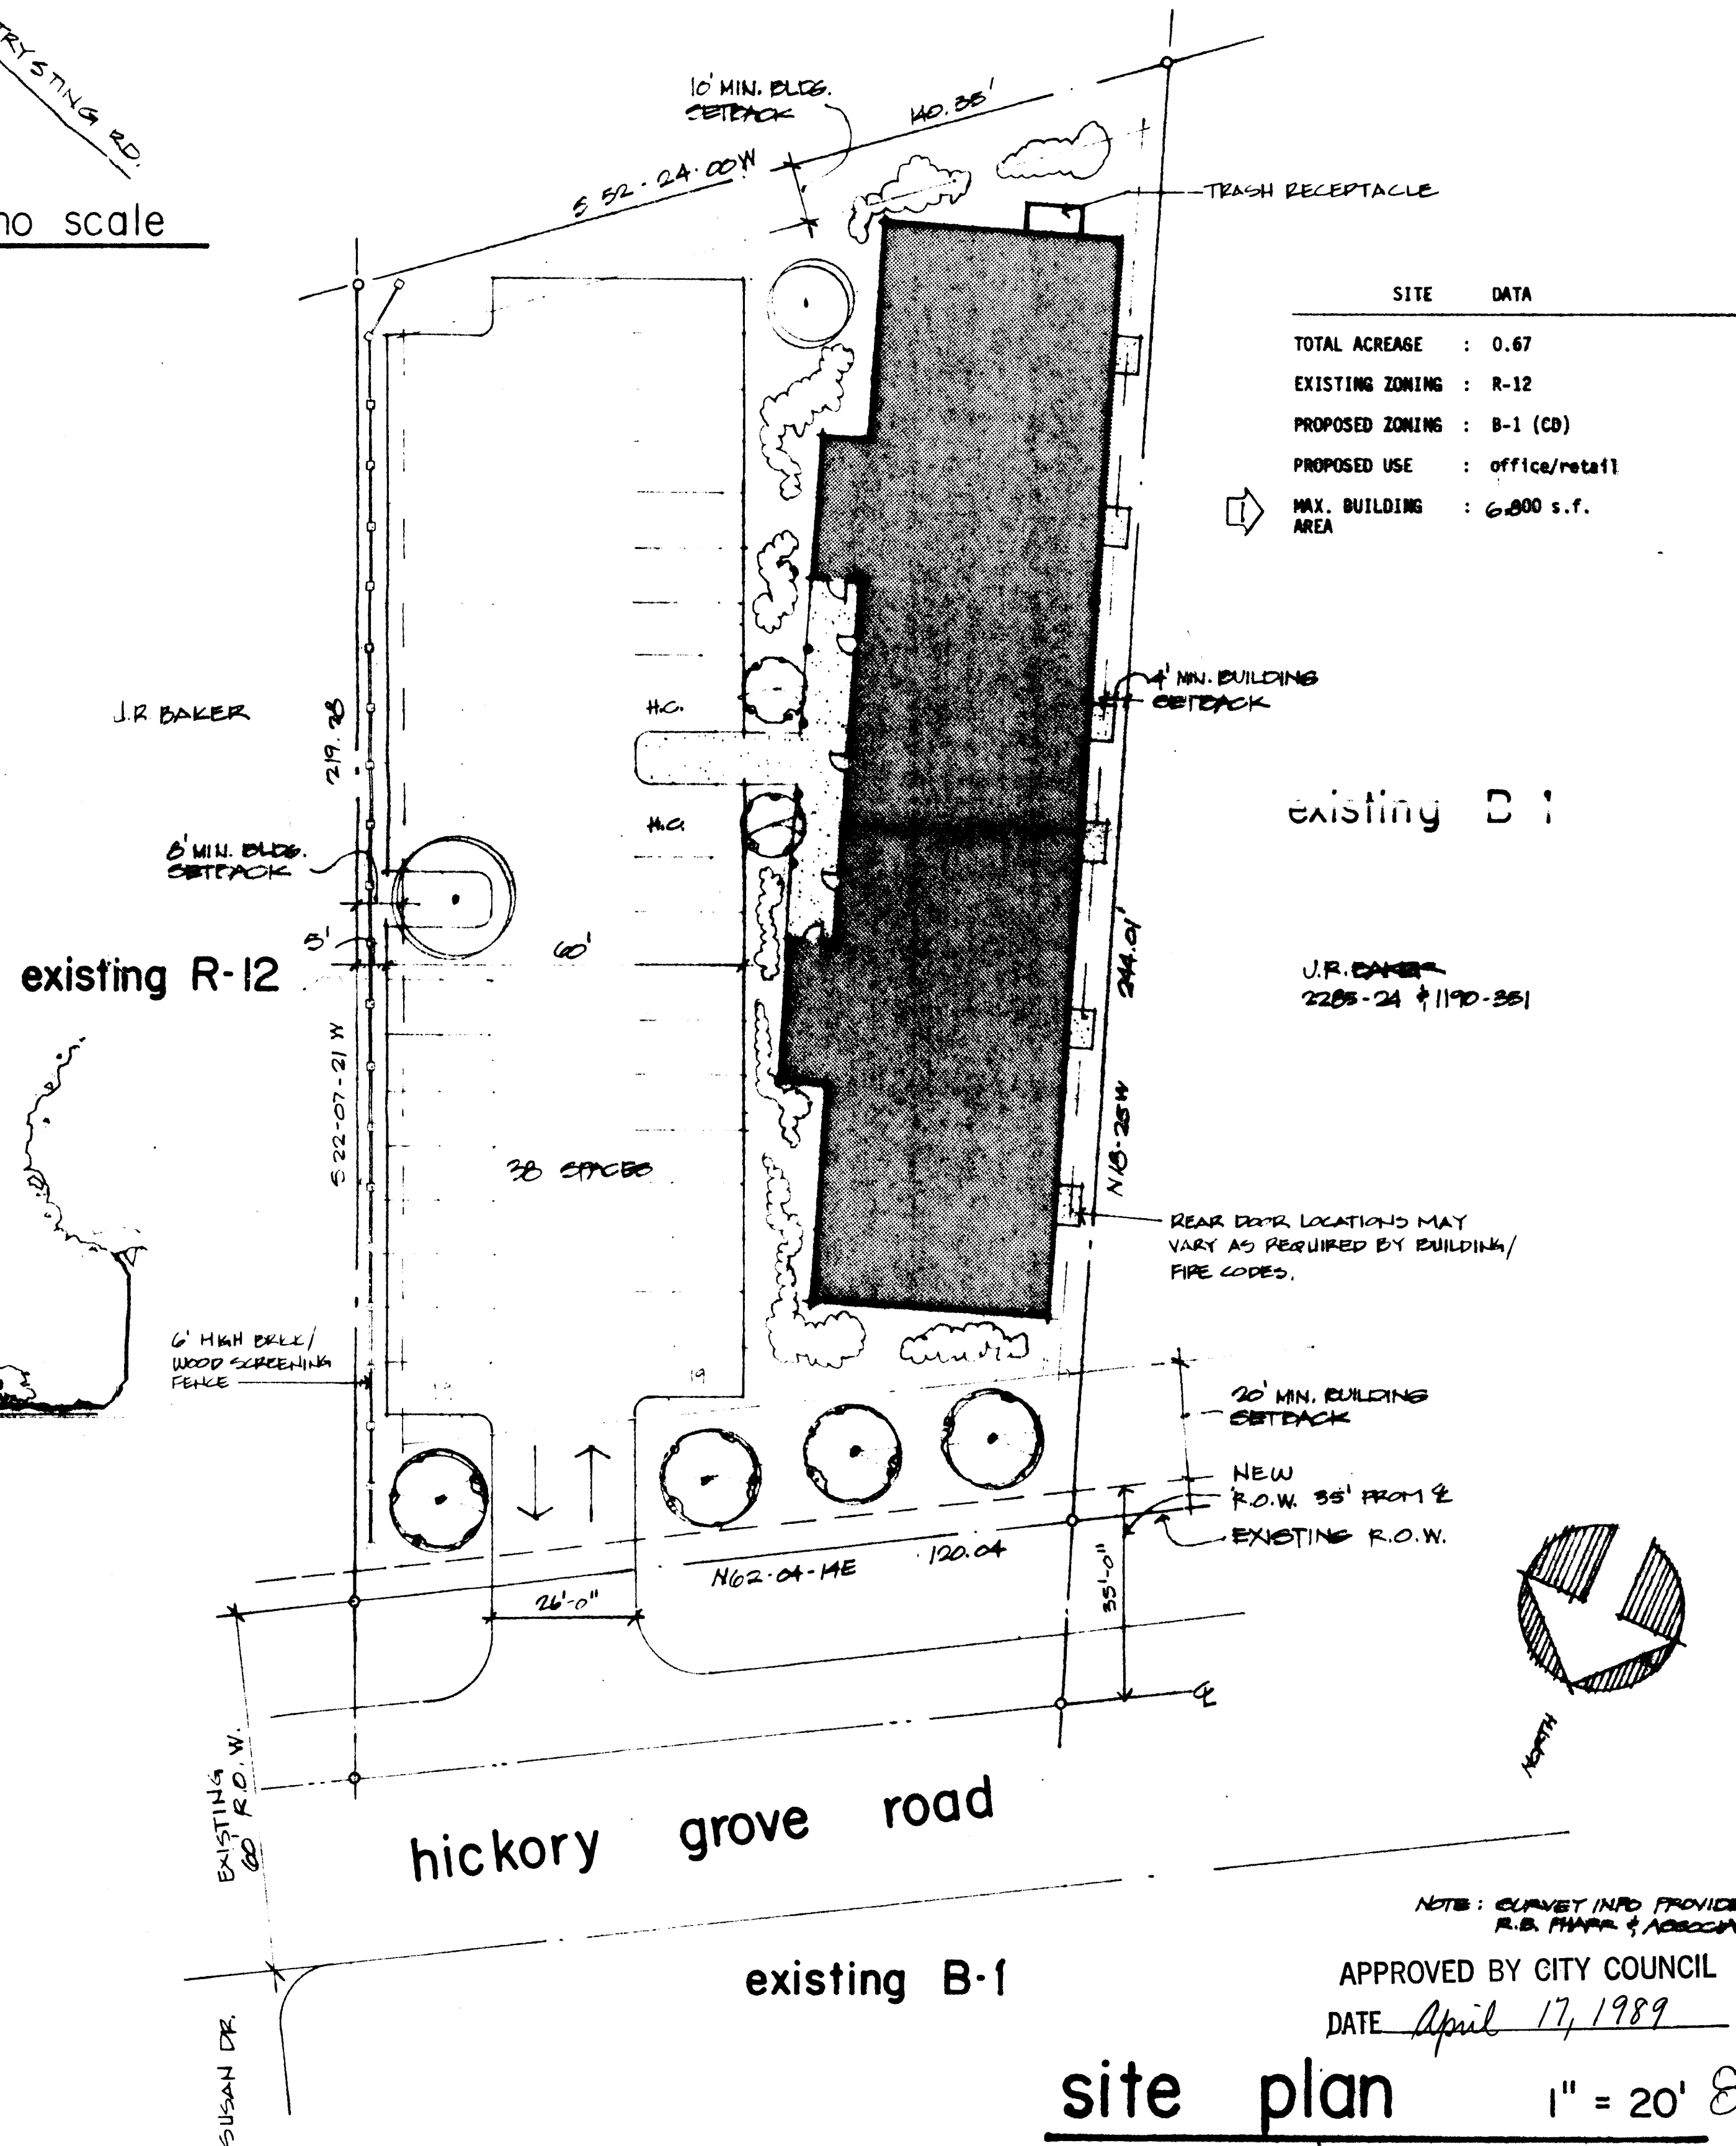 TRYSTING RD.
no scale
10' MIN. BLDG.
SETBACK
140.35'
S 52-24-00W
TRASH RECEPTACLE
SITE DATA
TOTAL ACREAGE : 0.67
EXISTING ZONING : R-12
PROPOSED ZONING : B-1 (CD)
PROPOSED USE : office/retail
MAX. BUILDING : 6,800 s.f.
AREA
J.R. BAKER
219.28
H.C.
4' MIN. BUILDING
SETBACK
existing B 1
H.C.
8' MIN. BLDG.
SETBACK
5'
60'
existing R-12
244.01'
J.R. BAKER
2285-24 & 1190-351
S 22-07-21 W
38 SPACES
N18-25W
REAR DOOR LOCATIONS MAY
VARY AS REQUIRED BY BUILDING/
FIRE CODES.
6' HIGH BRICK/
WOOD SCREENING
FENCE
19
19
20' MIN. BUILDING
SETBACK
NEW
R.O.W. 35' FROM ℄
EXISTING R.O.W.
N62-04-14E 120.04
26'-0"
35'-0"
℄
NORTH
EXISTING
60' R.O.W.
hickory grove road
NOTE: SURVEY INFO PROVIDE
R.B. PHARR & ASSOCIA
existing B-1
APPROVED BY CITY COUNCIL
DATE April 17, 1989
SUSAN DR.
site plan 1" = 20'